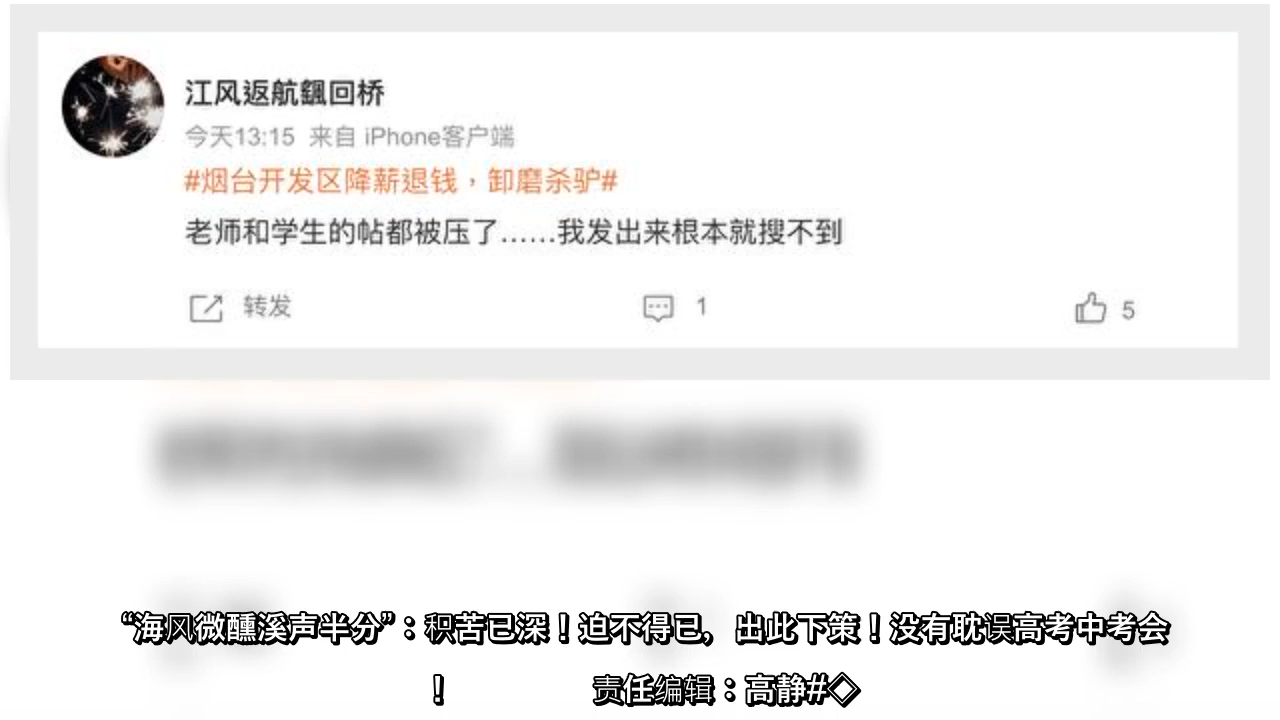 江风返航飆回桥
今天13:15 来自 iPhone客户端
#烟台开发区降薪退钱，卸磨杀驴#
老师和学生的帖都被压了......我发出来根本就搜不到
转发 1 5
“海风微醺溪声半分”：积苦已深！迫不得已，出此下策！没有耽误高考中考会
！ 责任编辑：高静#◇